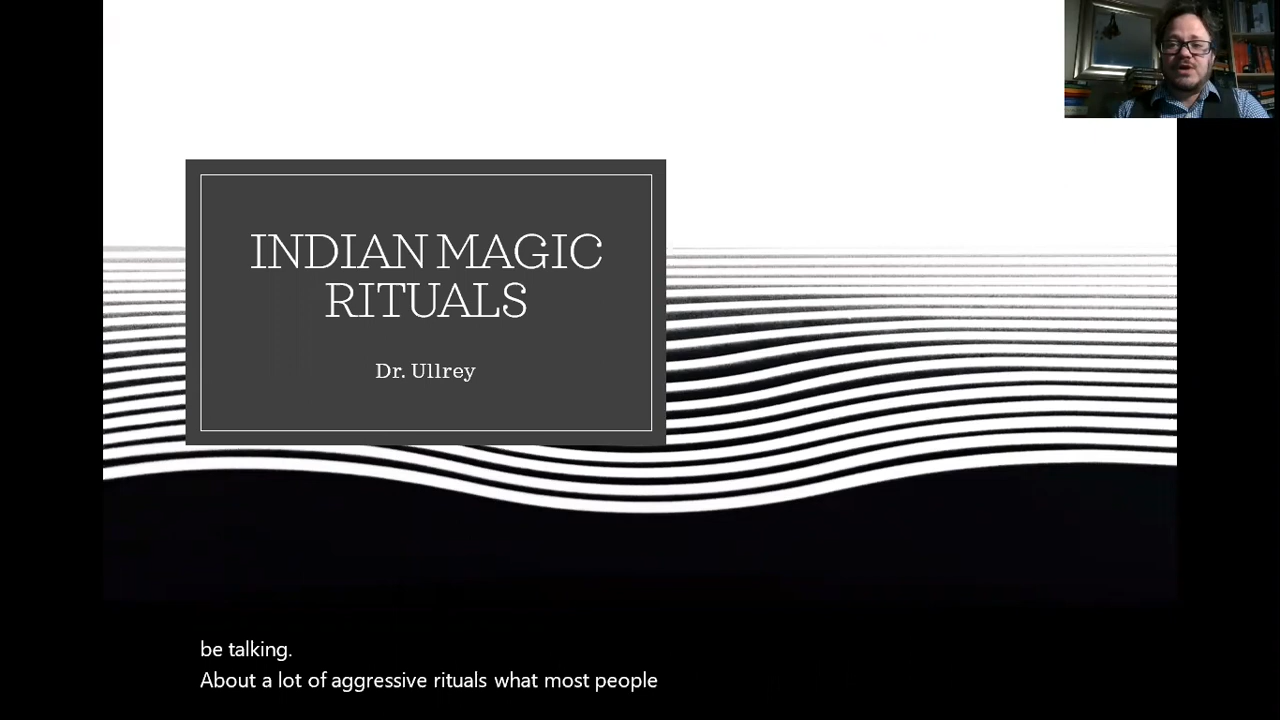 INDIAN MAGIC
RITUALS
Dr. Ullrey
be talking.
About a lot of aggressive rituals what most people